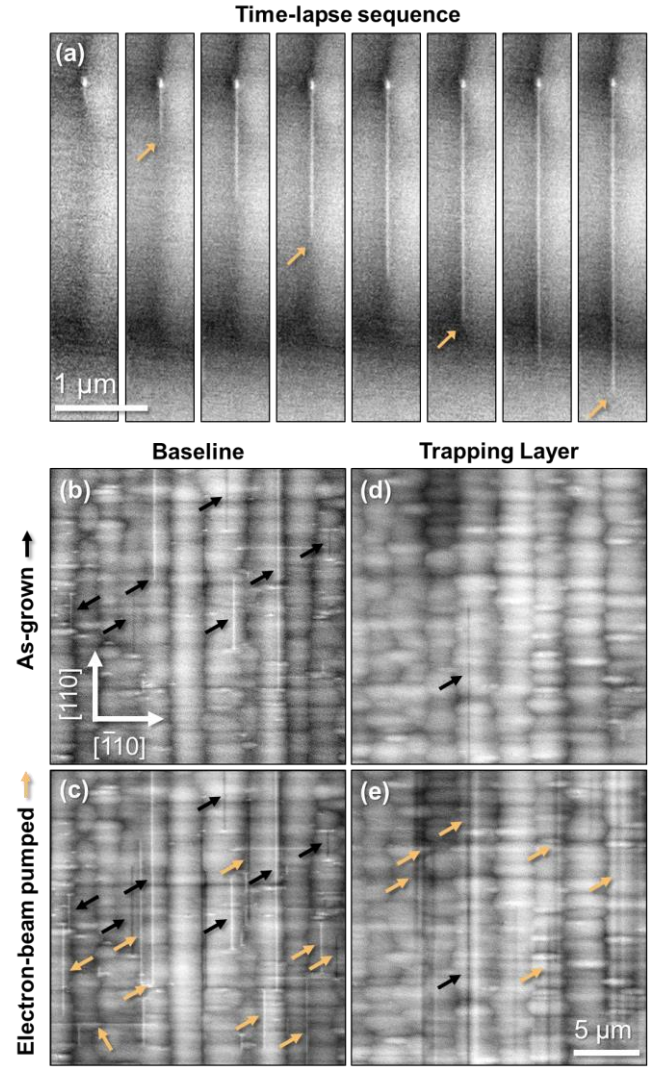 Time-lapse sequence
(a)
1 μm
Baseline
Trapping Layer
As-grown
(b)
[110]
[1̅10]
(d)
Electron-beam pumped
(c)
(e)
5 μm